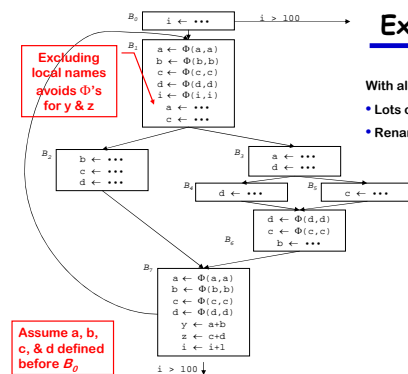 B0
i ← •••
i > 100
Ex
Excluding
local names
avoids Φ's
for y & z
B1
a ← Φ(a,a)
b ← Φ(b,b)
c ← Φ(c,c)
d ← Φ(d,d)
i ← Φ(i,i)
a ← •••
c ← •••
With al
• Lots o
• Renar
B2
b ← •••
c ← •••
d ← •••
B3
a ← •••
d ← •••
B4
d ← •••
B5
c ← •••
B6
d ← Φ(d,d)
c ← Φ(c,c)
b ← •••
B7
a ← Φ(a,a)
b ← Φ(b,b)
c ← Φ(c,c)
d ← Φ(d,d)
y ← a+b
z ← c+d
i ← i+1
Assume a, b,
c, & d defined
before B0
i > 100